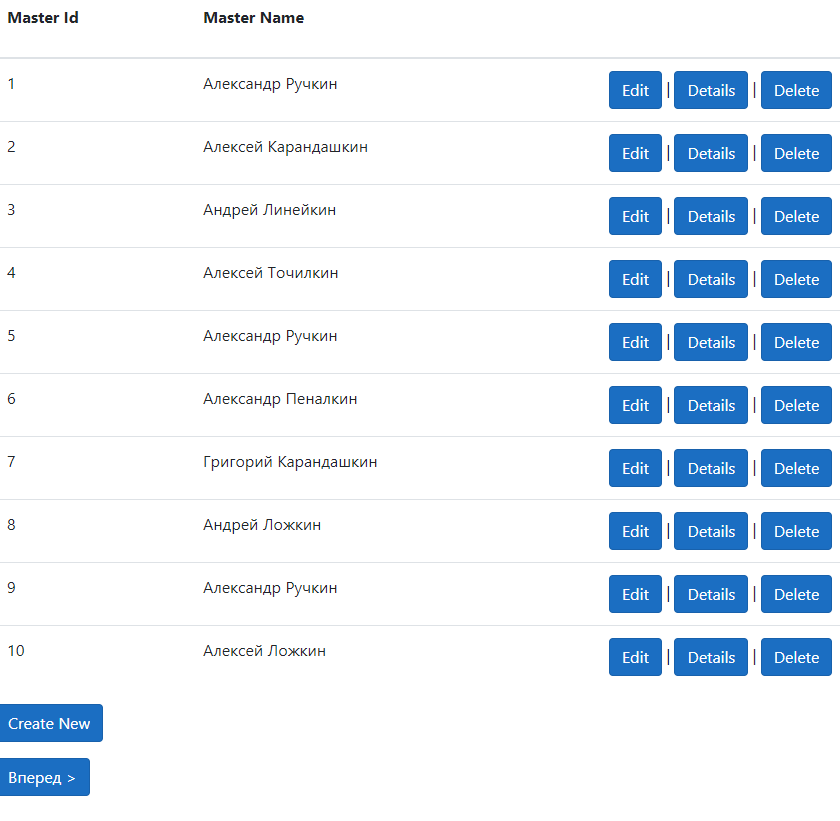 Master Id Master Name
1 Александр Ручкин Edit | Details | Delete
2 Алексей Карандашкин Edit | Details | Delete
3 Андрей Линейкин Edit | Details | Delete
4 Алексей Точилкин Edit | Details | Delete
5 Александр Ручкин Edit | Details | Delete
6 Александр Пеналкин Edit | Details | Delete
7 Григорий Карандашкин Edit | Details | Delete
8 Андрей Ложкин Edit | Details | Delete
9 Александр Ручкин Edit | Details | Delete
10 Алексей Ложкин Edit | Details | Delete
Create New
Вперед >